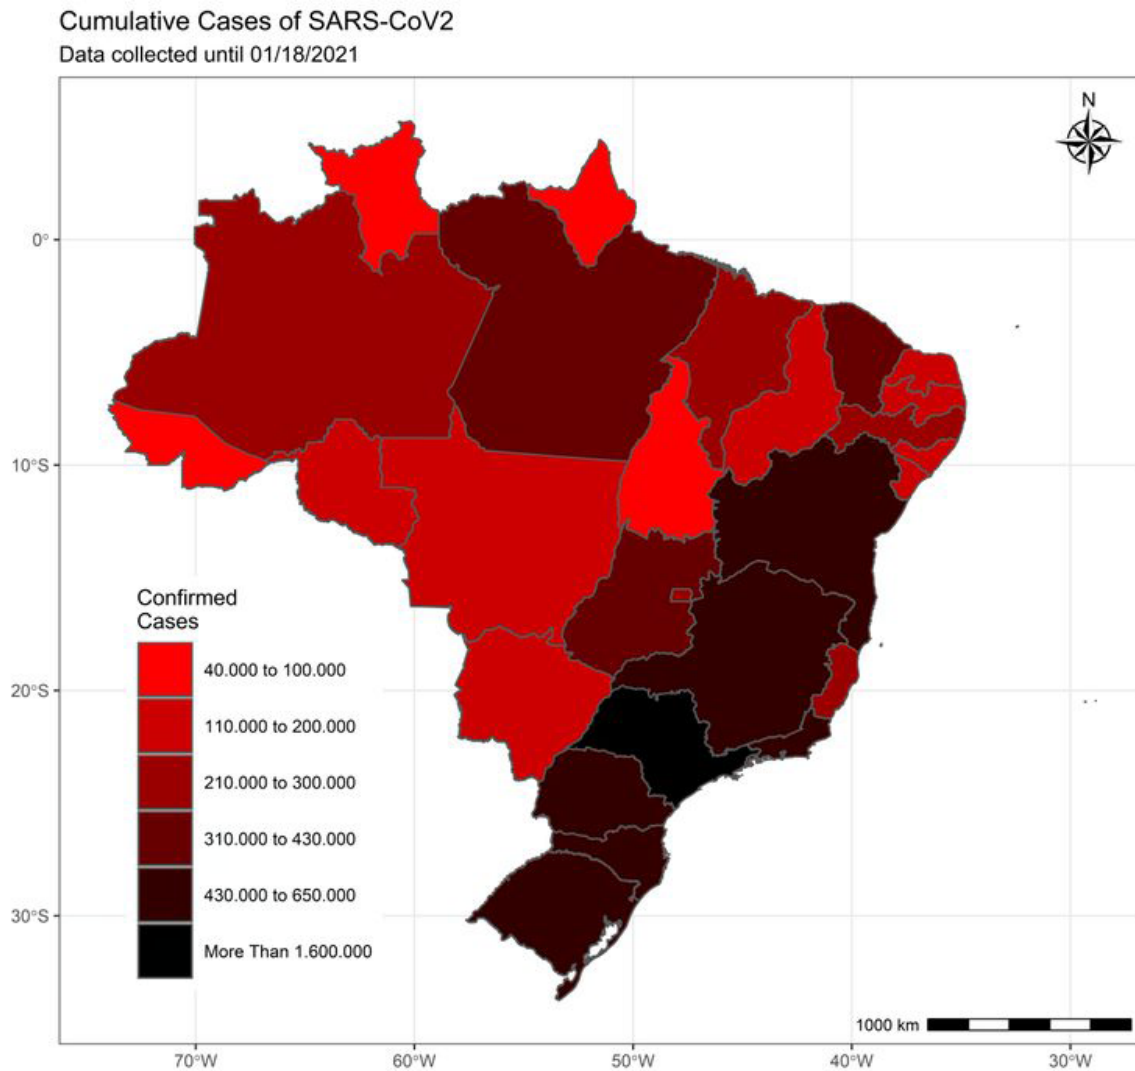 Cumulative Cases of SARS-CoV2
Data collected until 01/18/2021
N
0°
10°S
20°S
30°S
Confirmed
Cases
40.000 to 100.000
110.000 to 200.000
210.000 to 300.000
310.000 to 430.000
430.000 to 650.000
More Than 1.600.000
1000 km
70°W
60°W
50°W
40°W
30°W